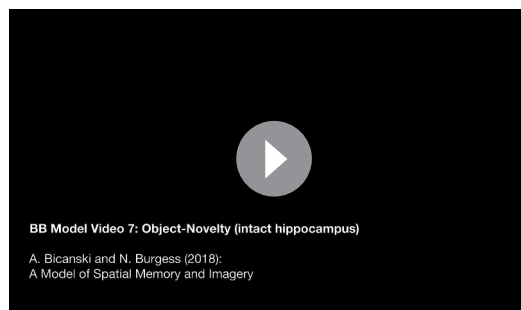 BB Model Video 7: Object-Novelty (intact hippocampus)
A. Bicanski and N. Burgess (2018):
A Model of Spatial Memory and Imagery